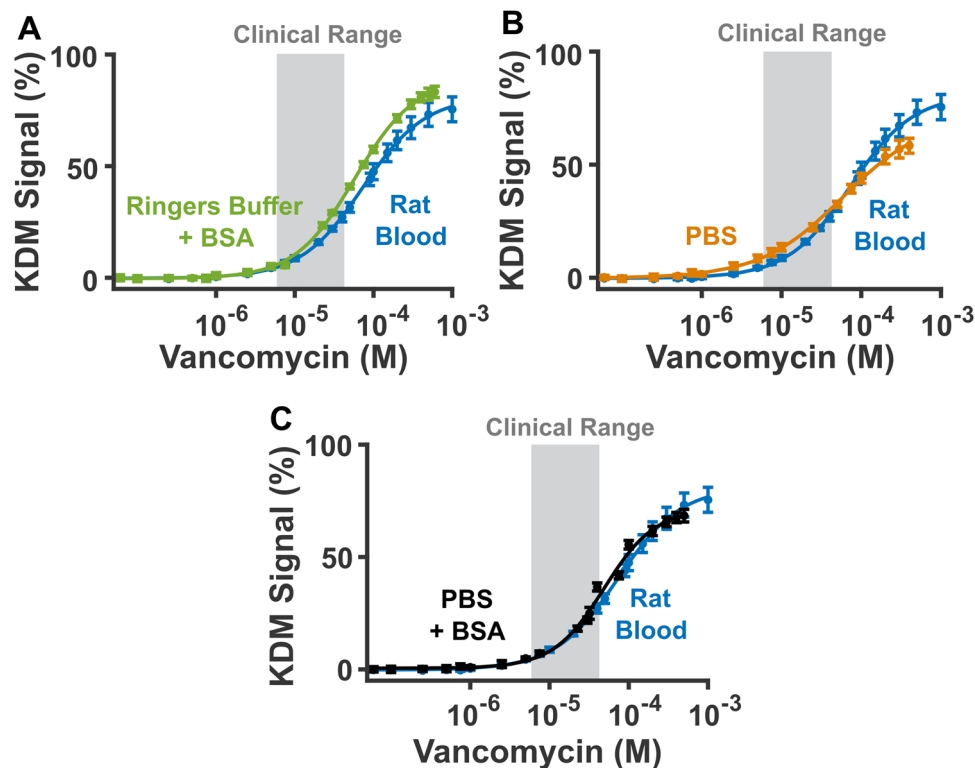 A
Clinical Range
KDM Signal (%)
100
50
0
Ringers Buffer
+ BSA
Rat
Blood
10-6
10-5
10-4
10-3
Vancomycin (M)
B
Clinical Range
KDM Signal (%)
100
50
0
PBS
Rat
Blood
10-6
10-5
10-4
10-3
Vancomycin (M)
C
Clinical Range
KDM Signal (%)
100
50
0
PBS
+ BSA
Rat
Blood
10-6
10-5
10-4
10-3
Vancomycin (M)